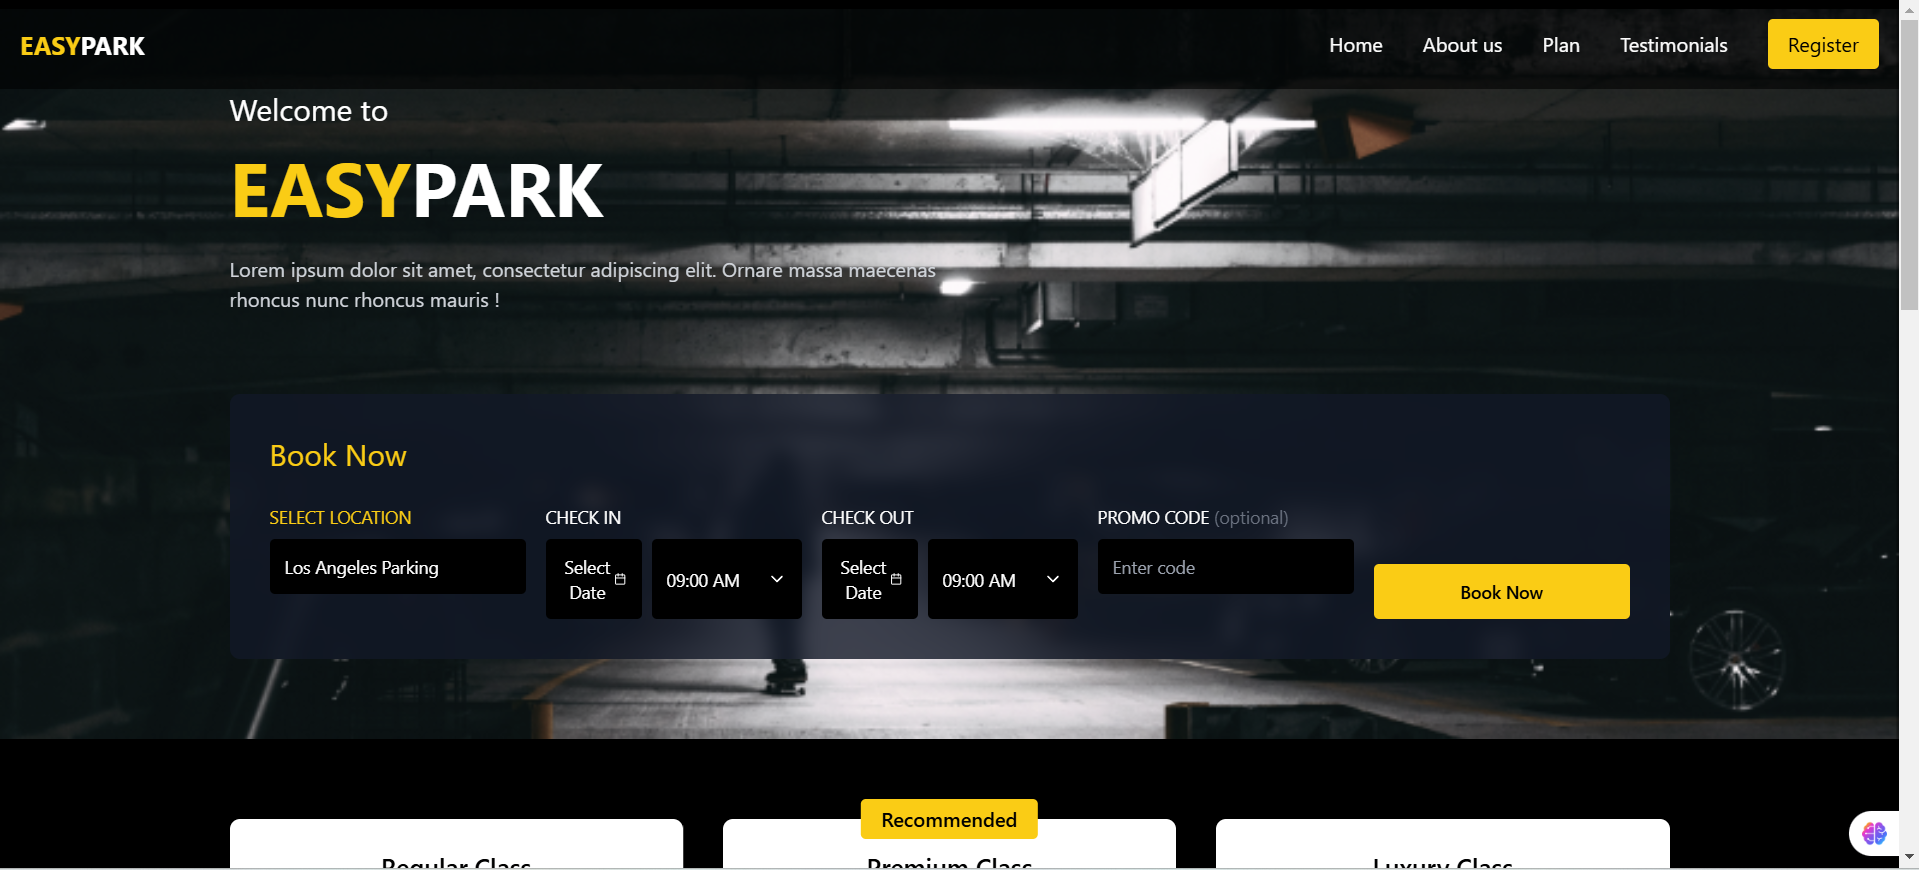 EASYPARK
Home
About us
Plan
Testimonials
Register
Welcome to
EASYPARK
Lorem ipsum dolor sit amet, consectetur adipiscing elit. Ornare massa maecenas
rhoncus nunc rhoncus mauris !
Book Now
SELECT LOCATION
Los Angeles Parking
CHECK IN
Select
Date
09:00 AM
CHECK OUT
Select
Date
09:00 AM
PROMO CODE (optional)
Enter code
Book Now
Recommended
Regular Class
Premium Class
Luxury Class